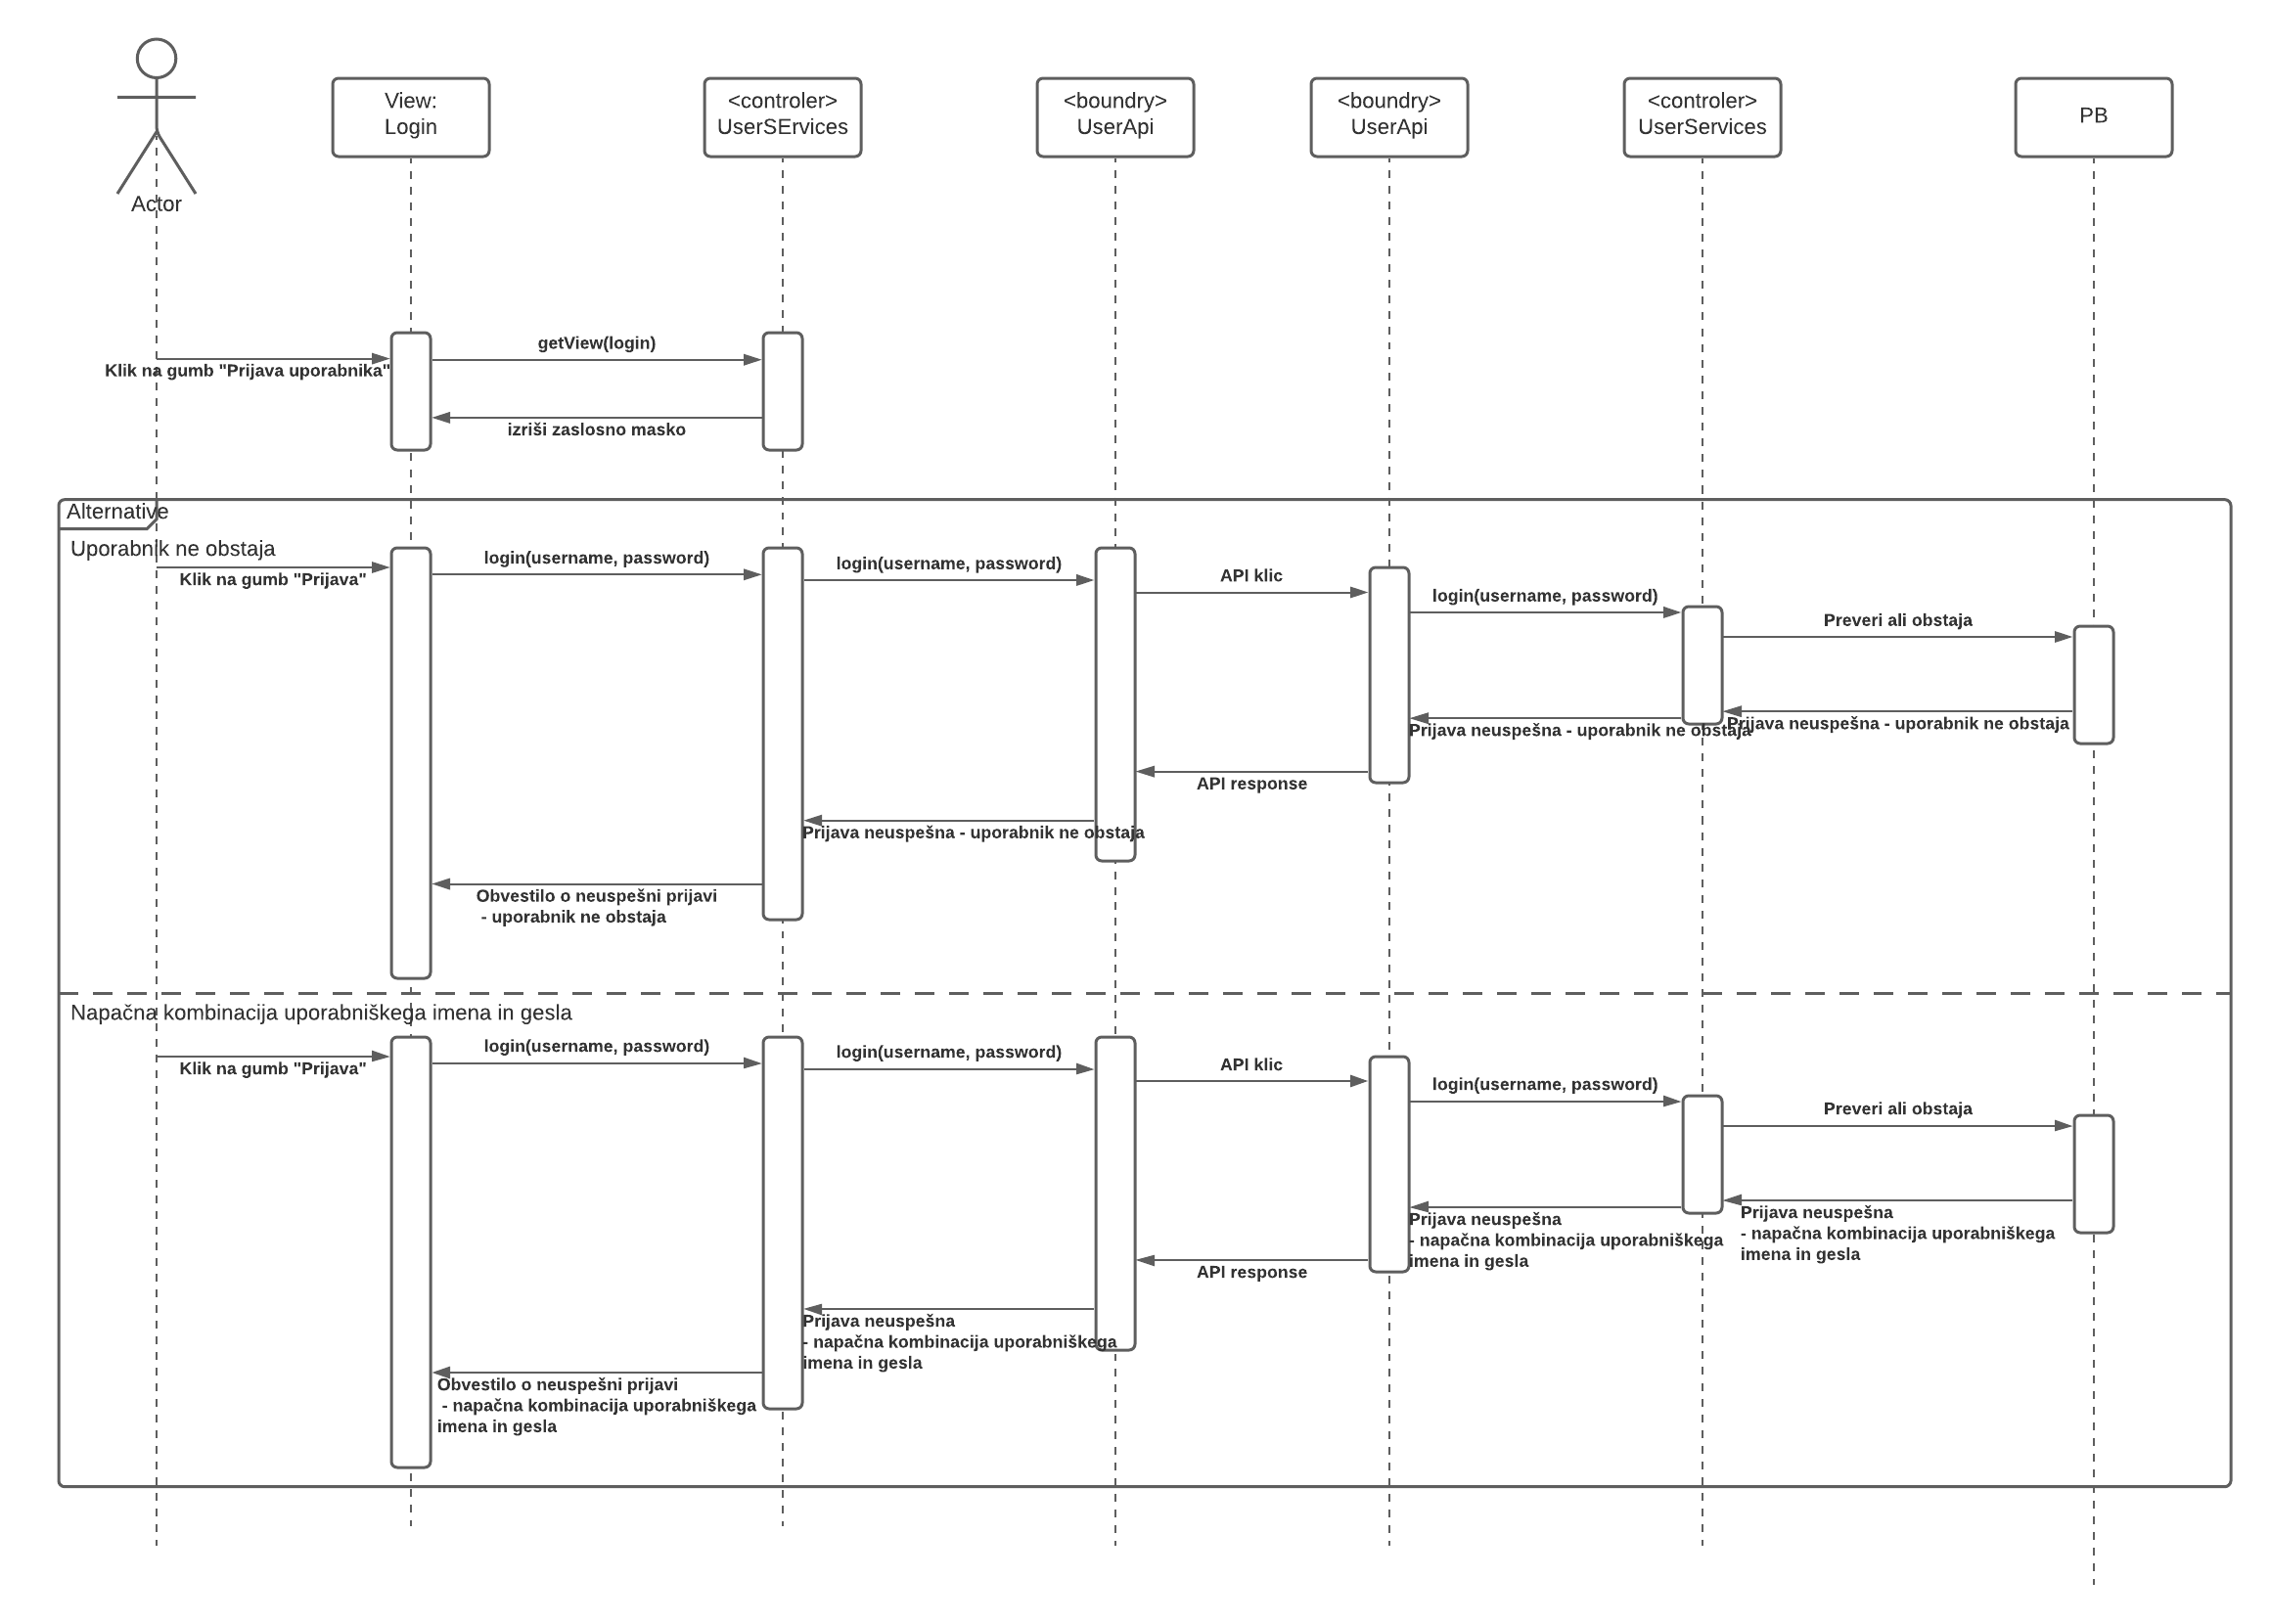 Actor
View:
Login
<controler>
UserSErvices
<boundry>
UserApi
<boundry>
UserApi
<controler>
UserServices
PB
Klik na gumb "Prijava uporabnika"
getView(login)
izriši zaslosno masko
Alternative
Uporabnik ne obstaja
Klik na gumb "Prijava"
login(username, password)
login(username, password)
API klic
login(username, password)
Preveri ali obstaja
Prijava neuspešna - uporabnik ne obstaja
Prijava neuspešna - uporabnik ne obstaja
API response
Prijava neuspešna - uporabnik ne obstaja
Obvestilo o neuspešni prijavi
- uporabnik ne obstaja
Napačna kombinacija uporabniškega imena in gesla
Klik na gumb "Prijava"
login(username, password)
login(username, password)
API klic
login(username, password)
Preveri ali obstaja
Prijava neuspešna
- napačna kombinacija uporabniškega
imena in gesla
Prijava neuspešna
- napačna kombinacija uporabniškega
imena in gesla
API response
Prijava neuspešna
- napačna kombinacija uporabniškega
imena in gesla
Obvestilo o neuspešni prijavi
- napačna kombinacija uporabniškega
imena in gesla